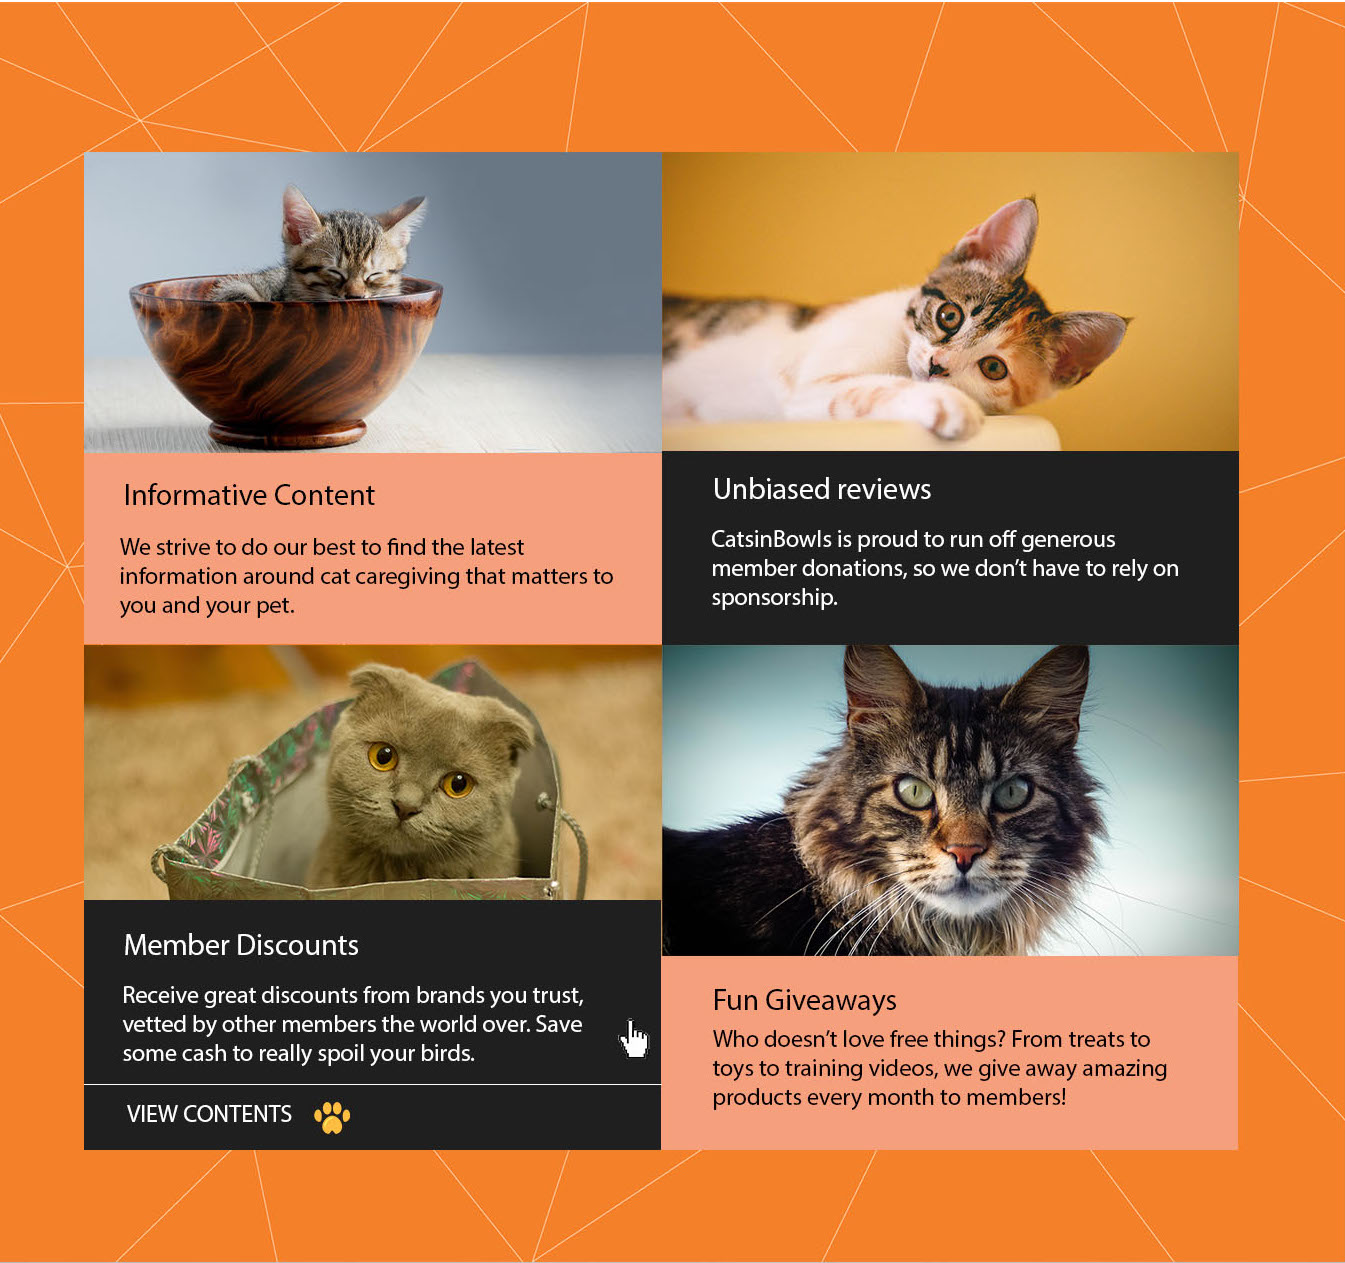 Informative Content
We strive to do our best to find the latest
information around cat caregiving that matters to
you and your pet.
Unbiased reviews
CatsinBowls is proud to run off generous
member donations, so we don’t have to rely on
sponsorship.
Member Discounts
Receive great discounts from brands you trust,
vetted by other members the world over. Save
some cash to really spoil your birds.
VIEW CONTENTS
Fun Giveaways
Who doesn’t love free things? From treats to
toys to training videos, we give away amazing
products every month to members!